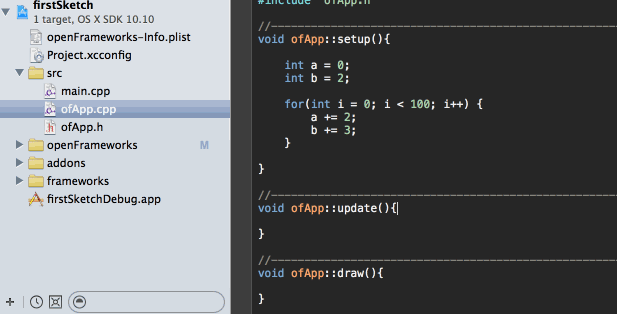 firstSketch
1 target, OS X SDK 10.10
openFrameworks-Info.plist
Project.xcconfig
src
main.cpp
ofApp.cpp
ofApp.h
openFrameworks M
addons
frameworks
firstSketchDebug.app
#include "ofApp.h"
//--------------------------------------------------------------
void ofApp::setup(){
int a = 0;
int b = 2;
for(int i = 0; i < 100; i++) {
a += 2;
b += 3;
}
}
//--------------------------------------------------------------
void ofApp::update(){
}
//--------------------------------------------------------------
void ofApp::draw(){
}